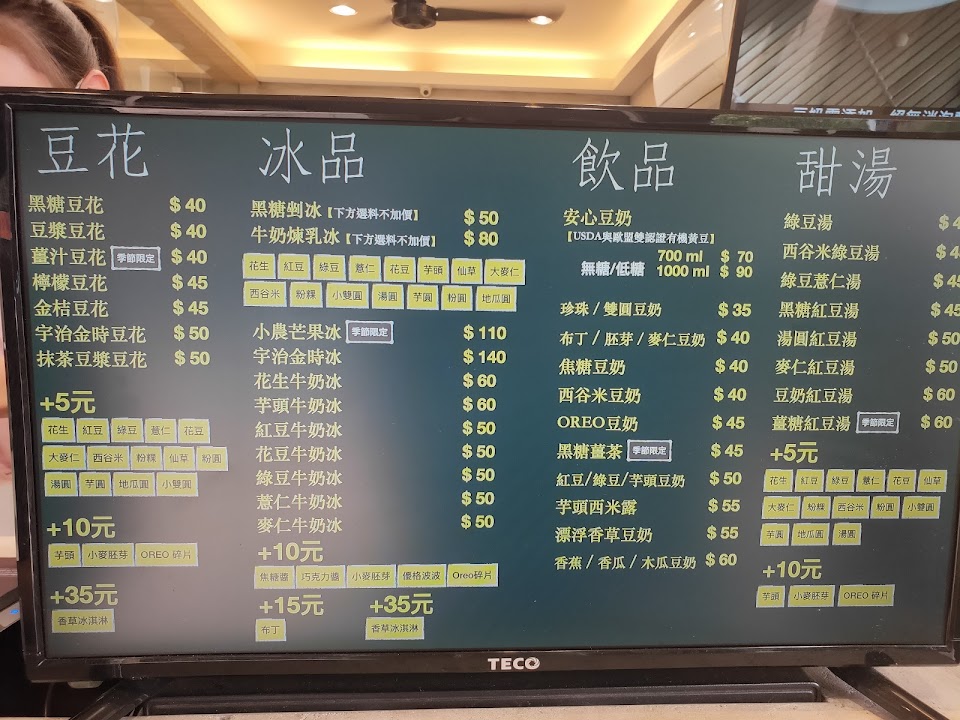 豆花
黑糖豆花 $40
豆漿豆花 $40
薑汁豆花 季節限定 $40
檸檬豆花 $45
金桔豆花 $45
宇治金時豆花 $50
抹茶豆漿豆花 $50
+5元
花生 紅豆 綠豆 薏仁 花豆
大麥仁 西谷米 粉粿 仙草 粉圓
湯圓 芋圓 地瓜圓 小雙圓
+10元
芋頭 小麥胚芽 OREO 碎片
+35元
香草冰淇淋
冰品
黑糖剉冰【下方選料不加價】 $50
牛奶煉乳冰【下方選料不加價】 $80
花生 紅豆 綠豆 薏仁 花豆 芋頭 仙草 大麥仁
西谷米 粉粿 小雙圓 湯圓 芋圓 粉圓 地瓜圓
小農芒果冰 季節限定 $110
宇治金時冰 $140
花生牛奶冰 $60
芋頭牛奶冰 $60
紅豆牛奶冰 $50
花豆牛奶冰 $50
綠豆牛奶冰 $50
薏仁牛奶冰 $50
麥仁牛奶冰 $50
+10元
焦糖醬 巧克力醬 小麥胚芽 優格波波 Oreo碎片
+15元 +35元
布丁 香草冰淇淋
飲品
安心豆奶
【USDA與歐盟雙認證有機黃豆】
無糖/低糖 700 ml $ 70
1000 ml $ 90
珍珠 / 雙圓豆奶 $35
布丁 / 胚芽 / 麥仁豆奶 $40
焦糖豆奶 $40
西谷米豆奶 $40
OREO豆奶 $45
黑糖薑茶 季節限定 $45
紅豆/綠豆/芋頭豆奶 $50
芋頭西米露 $55
漂浮香草豆奶 $55
香蕉 / 香瓜 / 木瓜豆奶 $60
甜湯
綠豆湯
西谷米綠豆湯
綠豆薏仁湯
黑糖紅豆湯 $45
湯圓紅豆湯 $50
麥仁紅豆湯 $50
豆奶紅豆湯 $60
薑糖紅豆湯 季節限定 $60
+5元
花生 紅豆 綠豆 薏仁 花豆 仙草
大麥仁 粉粿 西谷米 粉圓 小雙圓
芋圓 地瓜圓 湯圓
+10元
芋頭 小麥胚芽 OREO 碎片
TECO